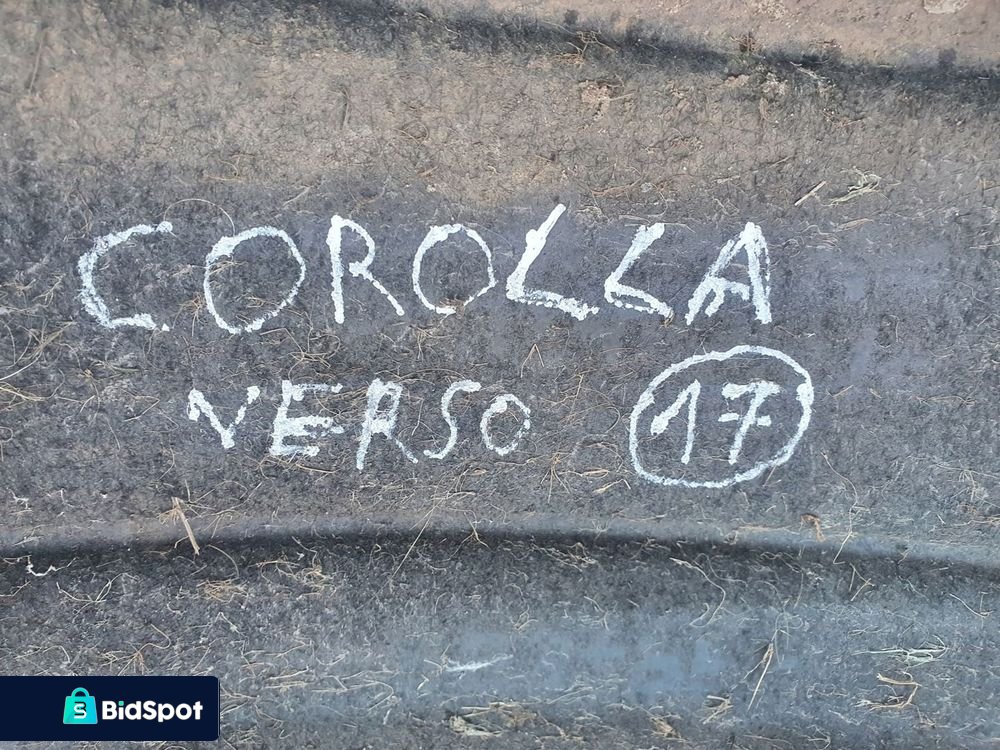 COROLLA
VERSO 17
BidSpot